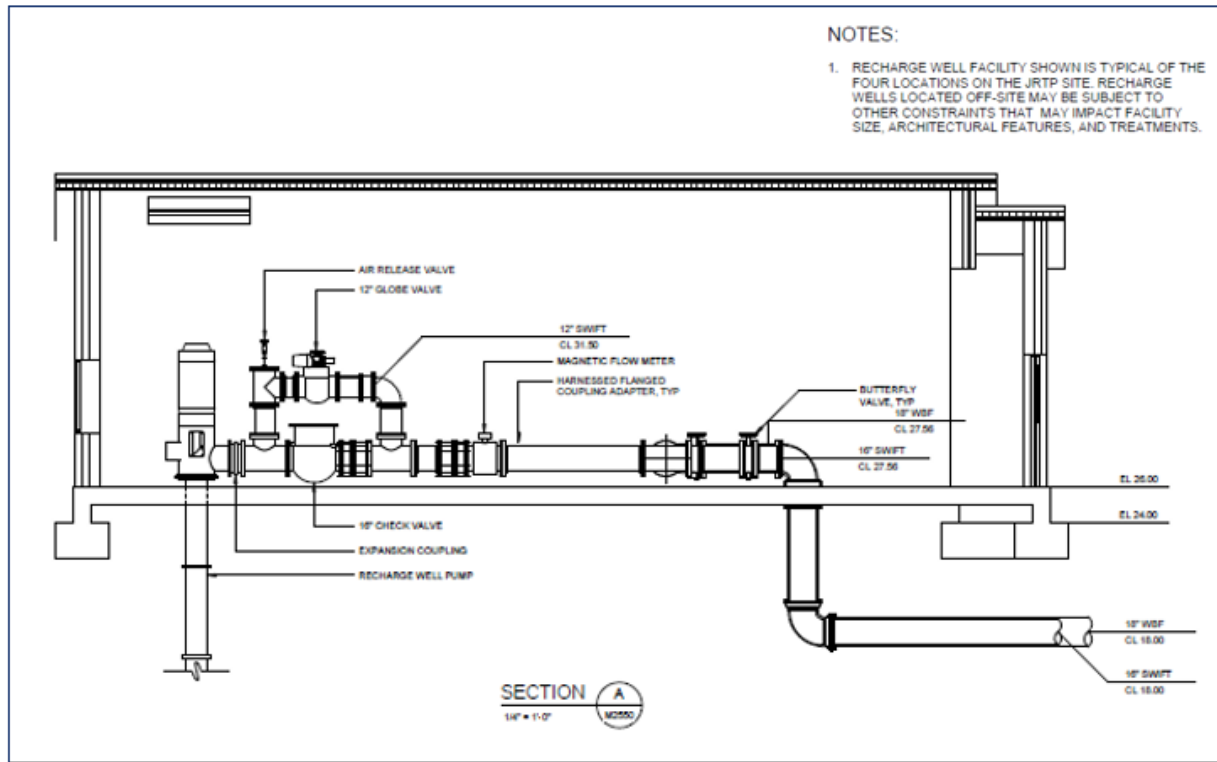 NOTES:
1. RECHARGE WELL FACILITY SHOWN IS TYPICAL OF THE
FOUR LOCATIONS ON THE JRTP SITE. RECHARGE
WELLS LOCATED OFF-SITE MAY BE SUBJECT TO
OTHER CONSTRAINTS THAT MAY IMPACT FACILITY
SIZE, ARCHITECTURAL FEATURES, AND TREATMENTS.
AIR RELEASE VALVE
12" GLOBE VALVE
12" SWIFT
CL 31.50
MAGNETIC FLOW METER
HARNESSED FLANGED
COUPLING ADAPTER, TYP
BUTTERFLY
VALVE, TYP
18" WBF
CL 27.56
16" SWIFT
CL 27.56
EL 26.00
EL 24.00
16" CHECK VALVE
EXPANSION COUPLING
RECHARGE WELL PUMP
18" WBF
CL 18.00
16" SWIFT
CL 18.00
SECTION A
1/4" = 1'-0" M2550